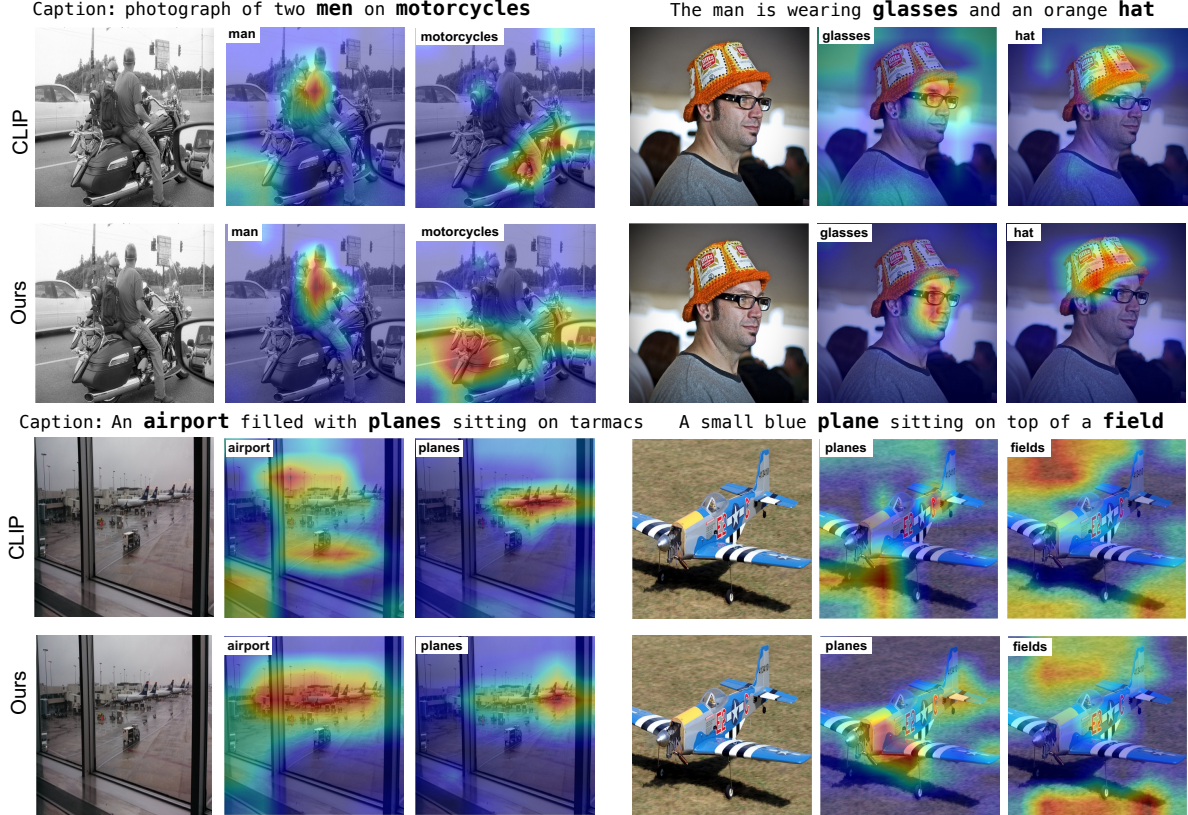 Caption: photograph of two men on motorcycles
The man is wearing glasses and an orange hat
CLIP
man
motorcycles
glasses
hat
Ours
man
motorcycles
glasses
hat
Caption: An airport filled with planes sitting on tarmacs
A small blue plane sitting on top of a field
CLIP
airport
planes
planes
fields
Ours
airport
planes
planes
fields